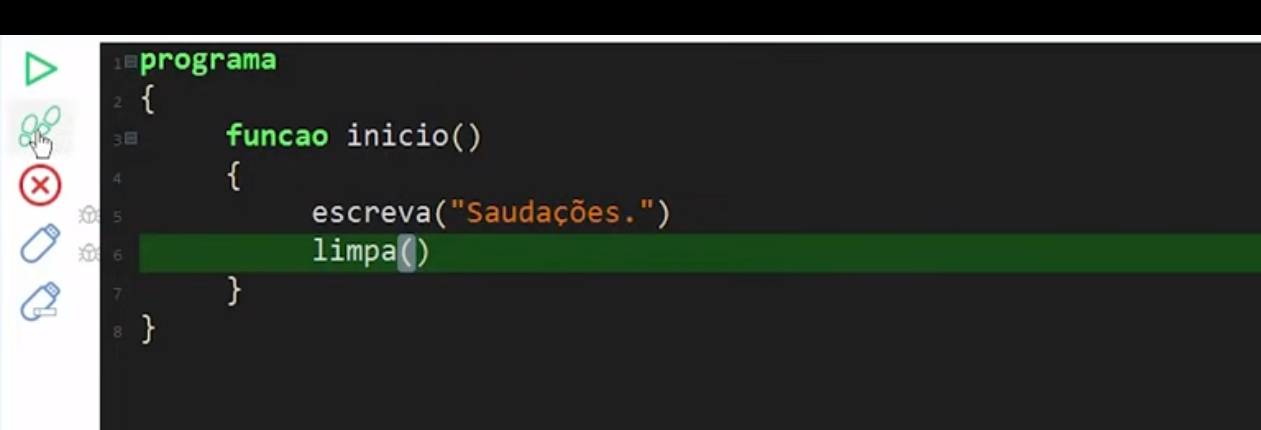 1 programa
2 {
3 funcao inicio()
4 {
5 escreva("Saudações.")
6 limpa()
7 }
8 }